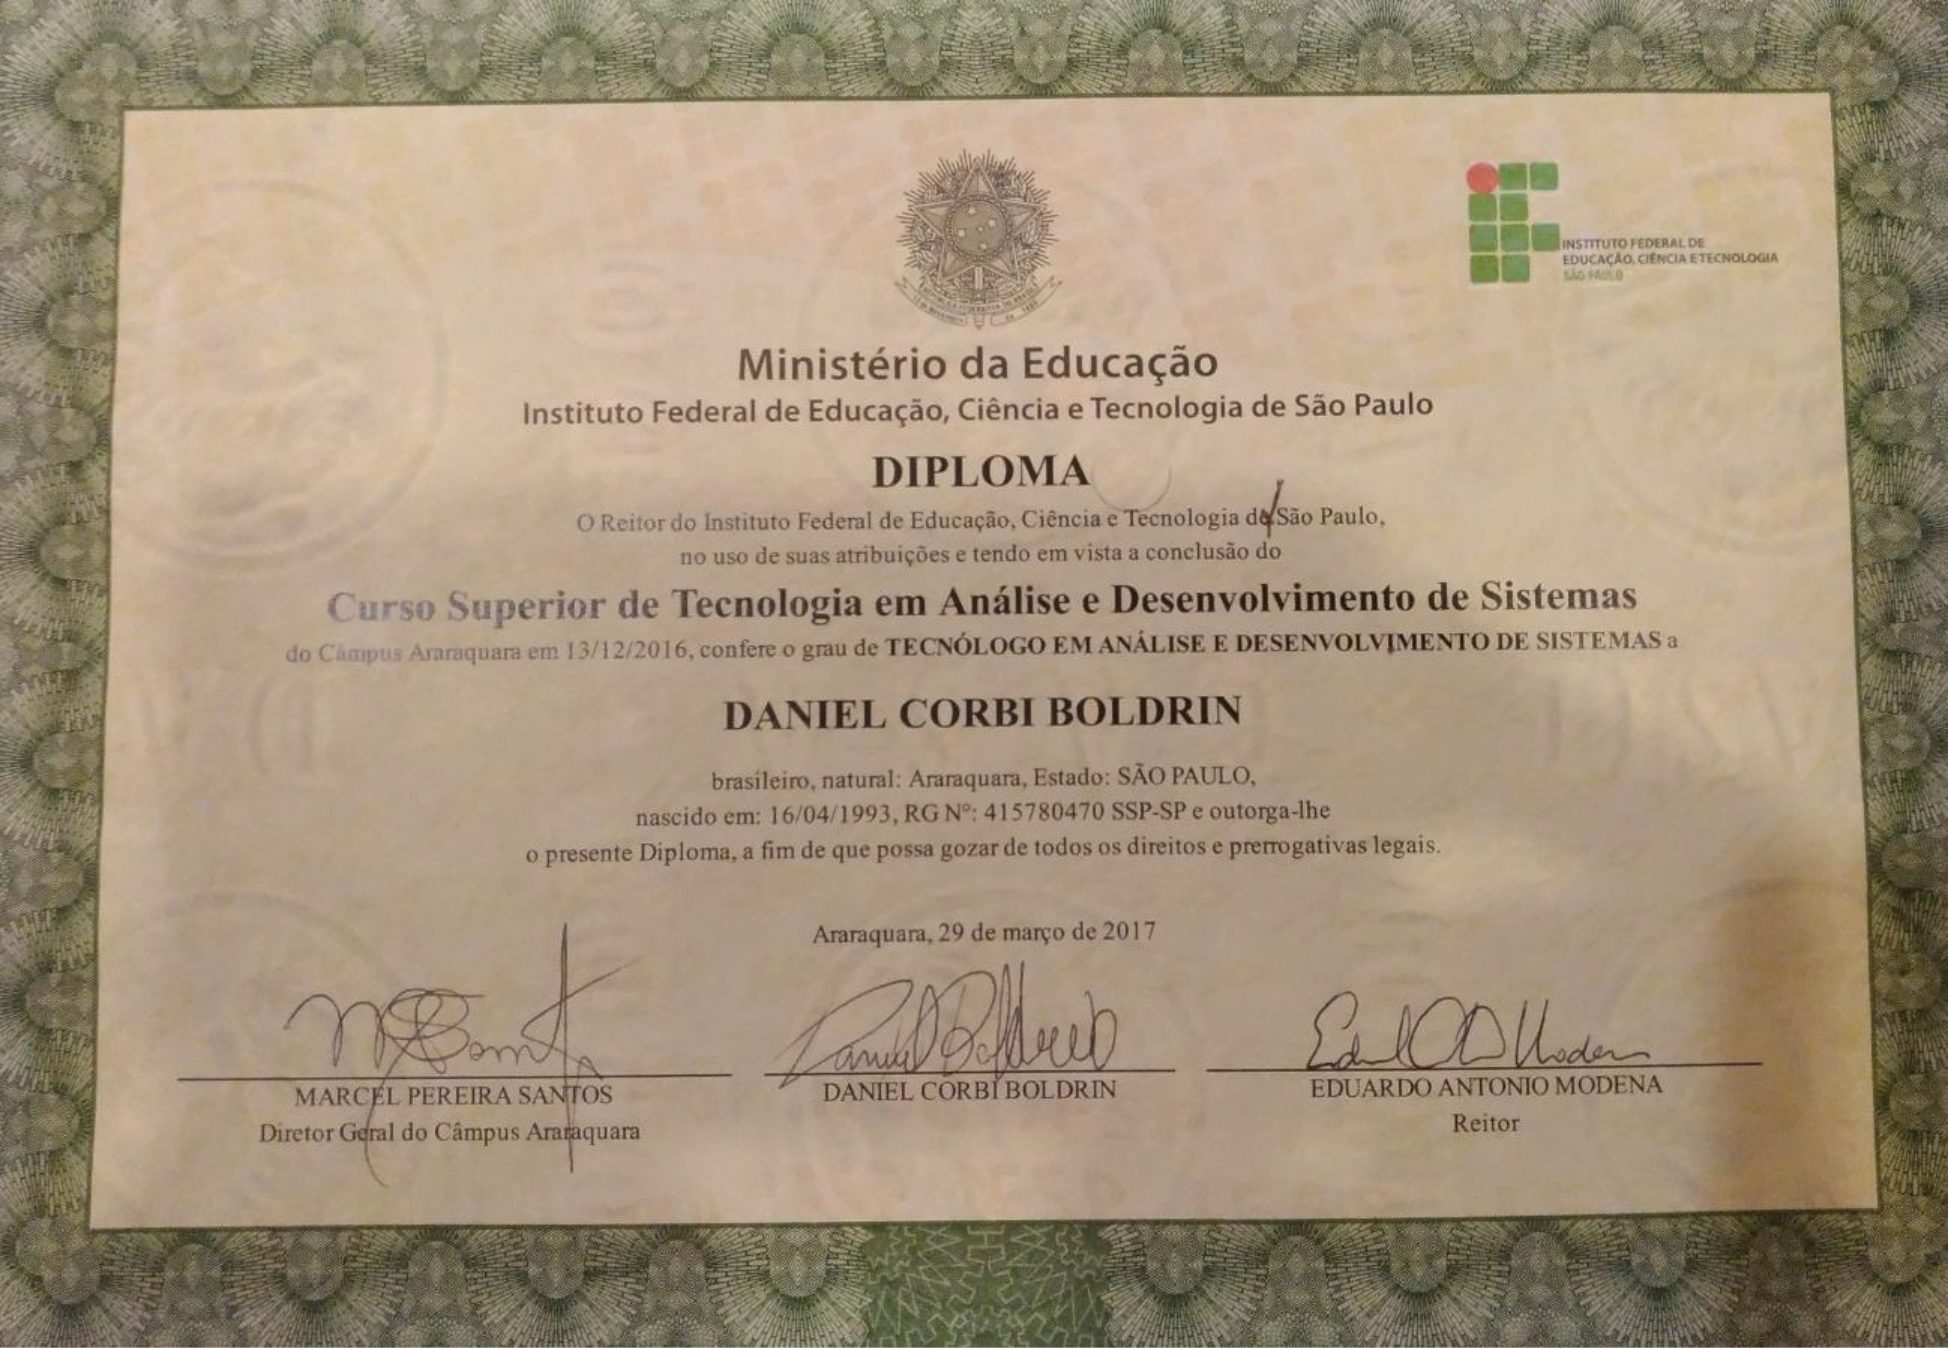 INSTITUTO FEDERAL DE
EDUCAÇÃO, CIÊNCIA E TECNOLOGIA
SÃO PAULO
Ministério da Educação
Instituto Federal de Educação, Ciência e Tecnologia de São Paulo
DIPLOMA
O Reitor do Instituto Federal de Educação, Ciência e Tecnologia de São Paulo,
no uso de suas atribuições e tendo em vista a conclusão do
Curso Superior de Tecnologia em Análise e Desenvolvimento de Sistemas
do Câmpus Araraquara em 13/12/2016, confere o grau de TECNÓLOGO EM ANÁLISE E DESENVOLVIMENTO DE SISTEMAS a
DANIEL CORBI BOLDRIN
brasileiro, natural: Araraquara, Estado: SÃO PAULO,
nascido em: 16/04/1993, RG Nº: 415780470 SSP-SP e outorga-lhe
o presente Diploma, a fim de que possa gozar de todos os direitos e prerrogativas legais.
Araraquara, 29 de março de 2017
MARCEL PEREIRA SANTOS
Diretor Geral do Câmpus Araraquara
DANIEL CORBI BOLDRIN
EDUARDO ANTONIO MODENA
Reitor